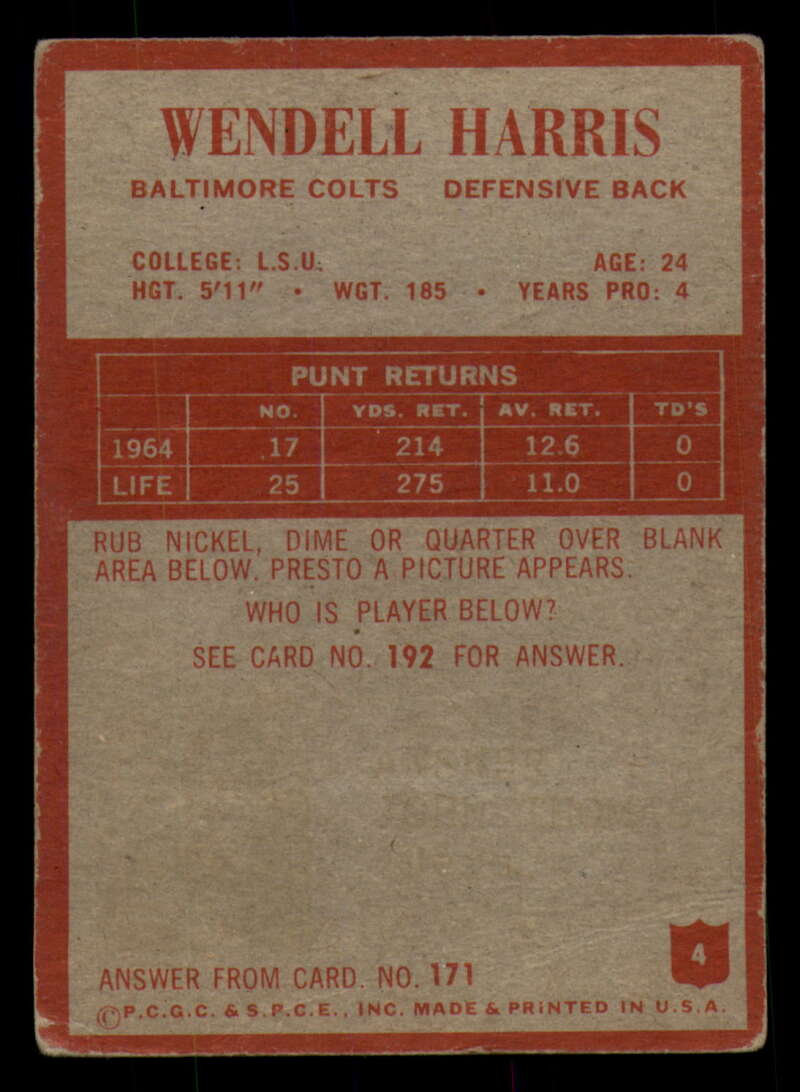 WENDELL HARRIS
BALTIMORE COLTS DEFENSIVE BACK
COLLEGE: L.S.U. AGE: 24
HGT. 5'11" • WGT. 185 • YEARS PRO: 4
PUNT RETURNS
NO. YDS. RET. AV. RET. TD'S
1964 17 214 12.6 0
LIFE 25 275 11.0 0
RUB NICKEL, DIME OR QUARTER OVER BLANK
AREA BELOW. PRESTO A PICTURE APPEARS.
WHO IS PLAYER BELOW?
SEE CARD NO. 192 FOR ANSWER.
4
ANSWER FROM CARD. NO. 171
©P.C.G.C. & S.P.C.E., INC. MADE & PRINTED IN U.S.A.